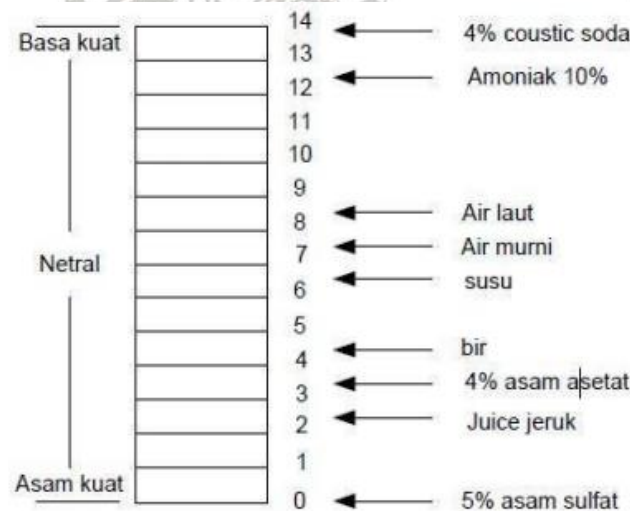 14
Basa kuat
4% coustic soda
13
12
Amoniak 10%
11
10
9
8
Air laut
Netral
7
Air murni
6
susu
5
4
bir
3
4% asam asetat
2
Juice jeruk
1
Asam kuat
0
5% asam sulfat